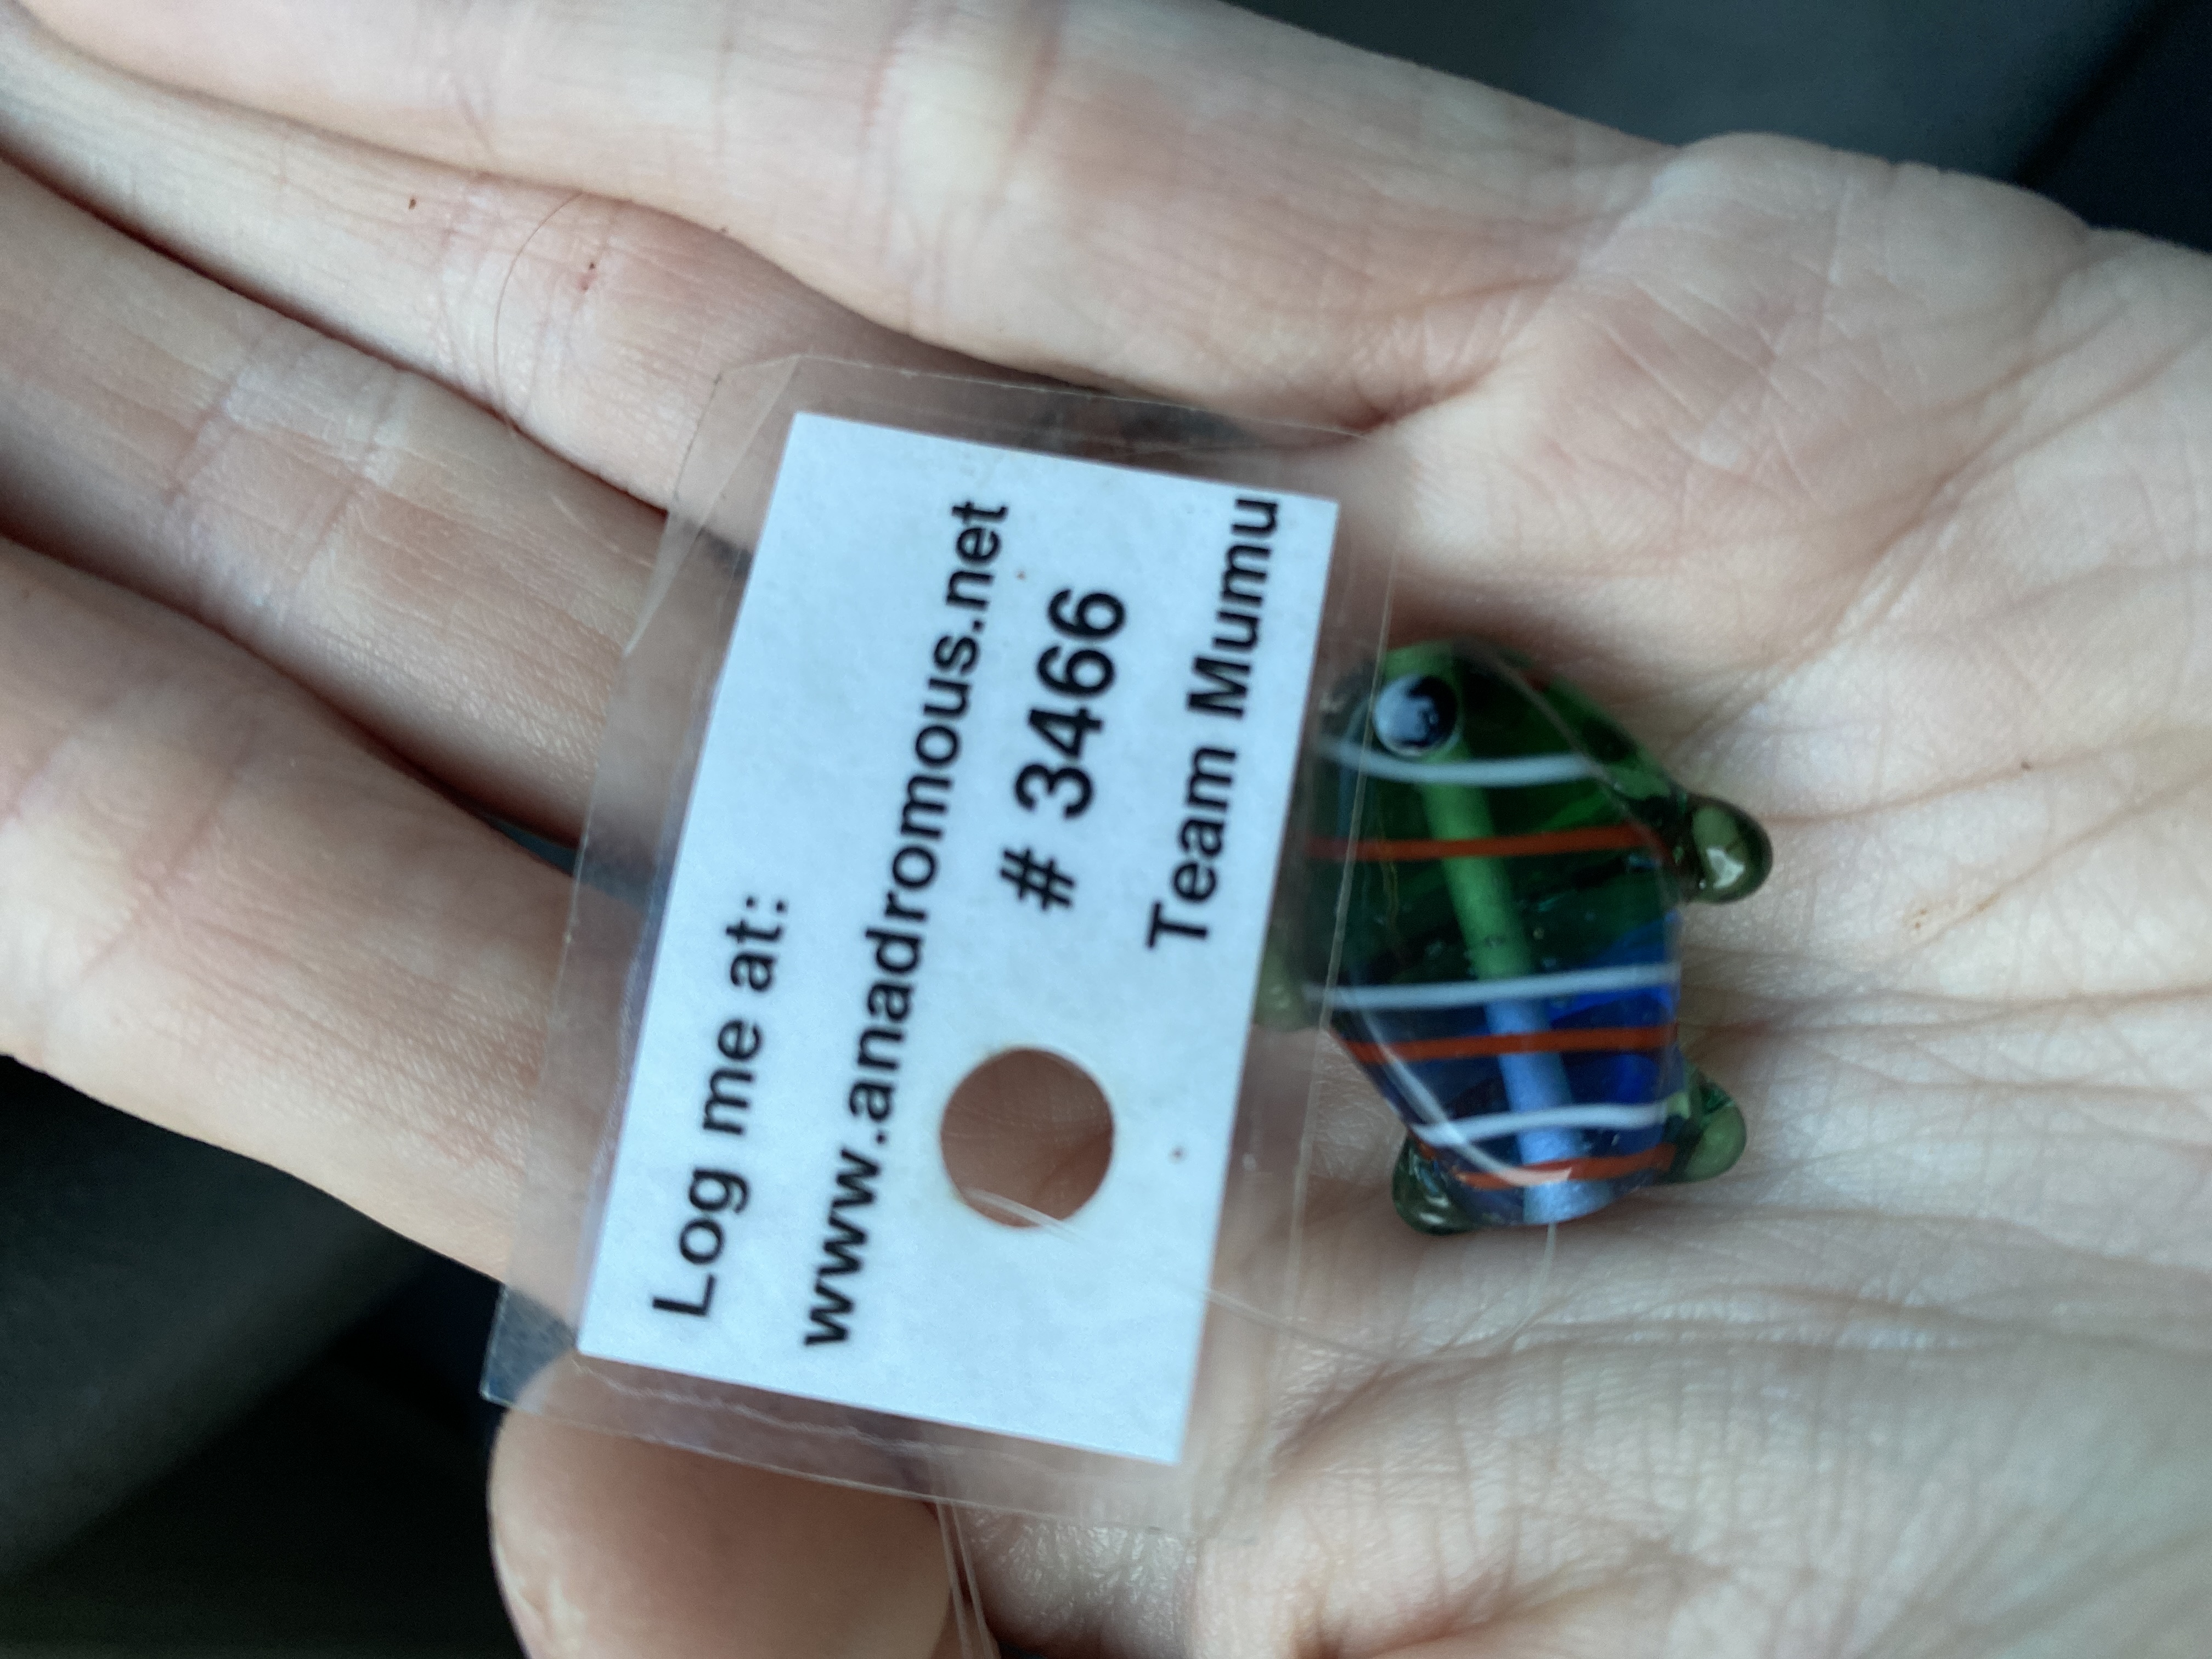 Log me at:
www.anadromous.net
# 3466
Team Mumu